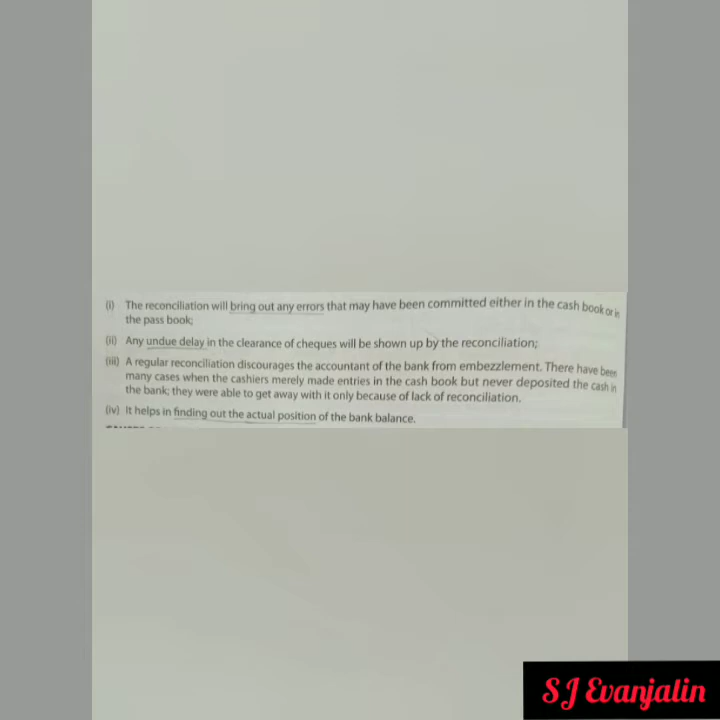 (i) The reconciliation will bring out any errors that may have been committed either in the cash book or in
the pass book;
(ii) Any undue delay in the clearance of cheques will be shown up by the reconciliation;
(iii) A regular reconciliation discourages the accountant of the bank from embezzlement. There have been
many cases when the cashiers merely made entries in the cash book but never deposited the cash in
the bank; they were able to get away with it only because of lack of reconciliation.
(iv) It helps in finding out the actual position of the bank balance.
SJ Evanjalin